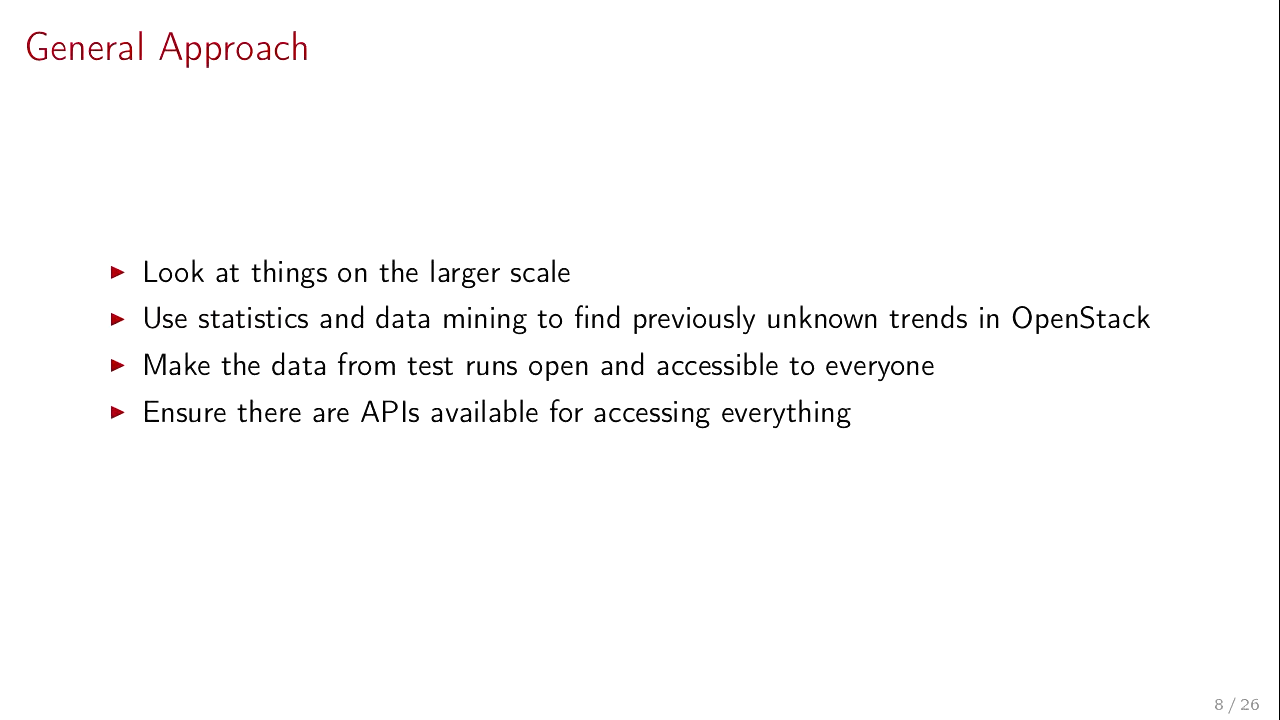 General Approach
Look at things on the larger scale
Use statistics and data mining to find previously unknown trends in OpenStack
Make the data from test runs open and accessible to everyone
Ensure there are APIs available for accessing everything
8 / 26